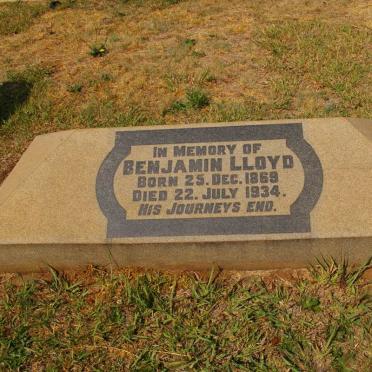 IN MEMORY OF
BENJAMIN LLOYD
BORN 25. DEC. 1869
DIED 22. JULY 1934.
HIS JOURNEYS END.